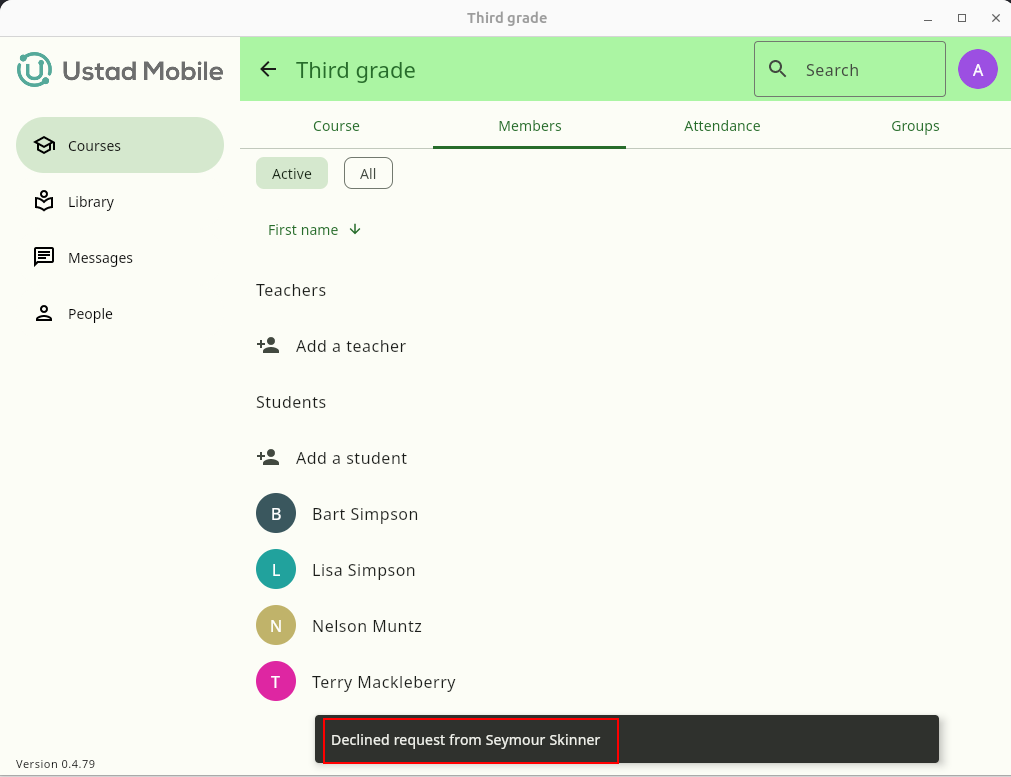 Third grade
Ustad Mobile
Third grade
Search
A
Courses
Library
Messages
People
Course
Members
Attendance
Groups
Active
All
First name
Teachers
Add a teacher
Students
Add a student
B
Bart Simpson
L
Lisa Simpson
N
Nelson Muntz
T
Terry Mackleberry
Declined request from Seymour Skinner
Version 0.4.79